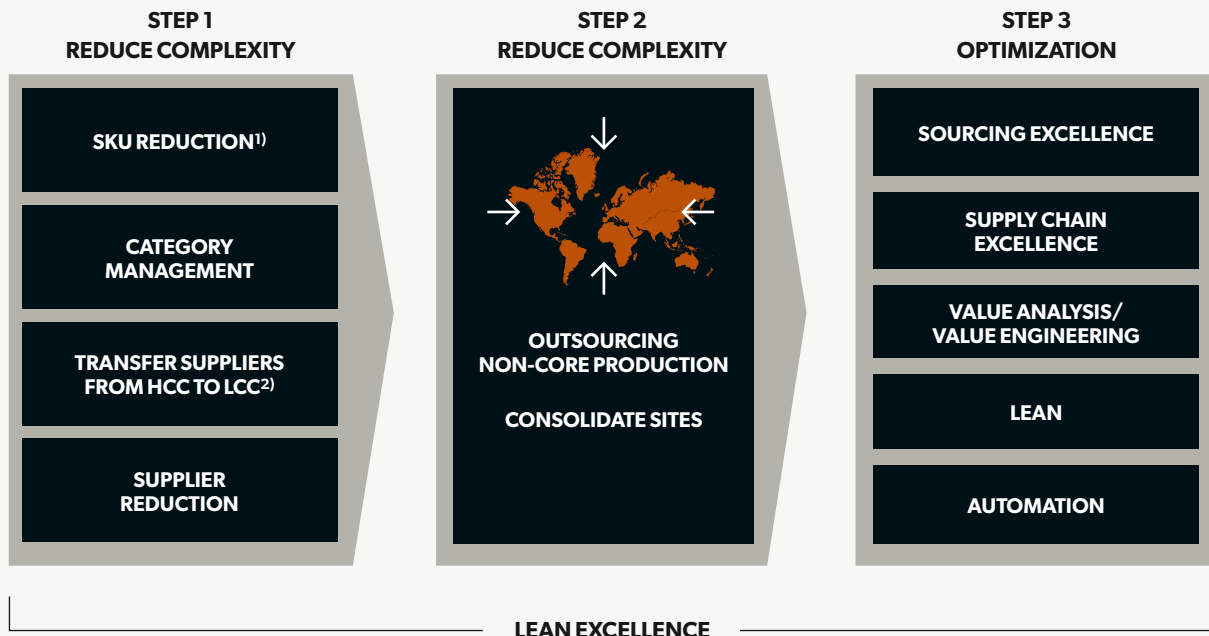 STEP 1
REDUCE COMPLEXITY
SKU REDUCTION1)
CATEGORY
MANAGEMENT
TRANSFER SUPPLIERS
FROM HCC TO LCC2)
SUPPLIER
REDUCTION
STEP 2
REDUCE COMPLEXITY
OUTSOURCING
NON-CORE PRODUCTION
CONSOLIDATE SITES
STEP 3
OPTIMIZATION
SOURCING EXCELLENCE
SUPPLY CHAIN
EXCELLENCE
VALUE ANALYSIS/
VALUE ENGINEERING
LEAN
AUTOMATION
LEAN EXCELLENCE